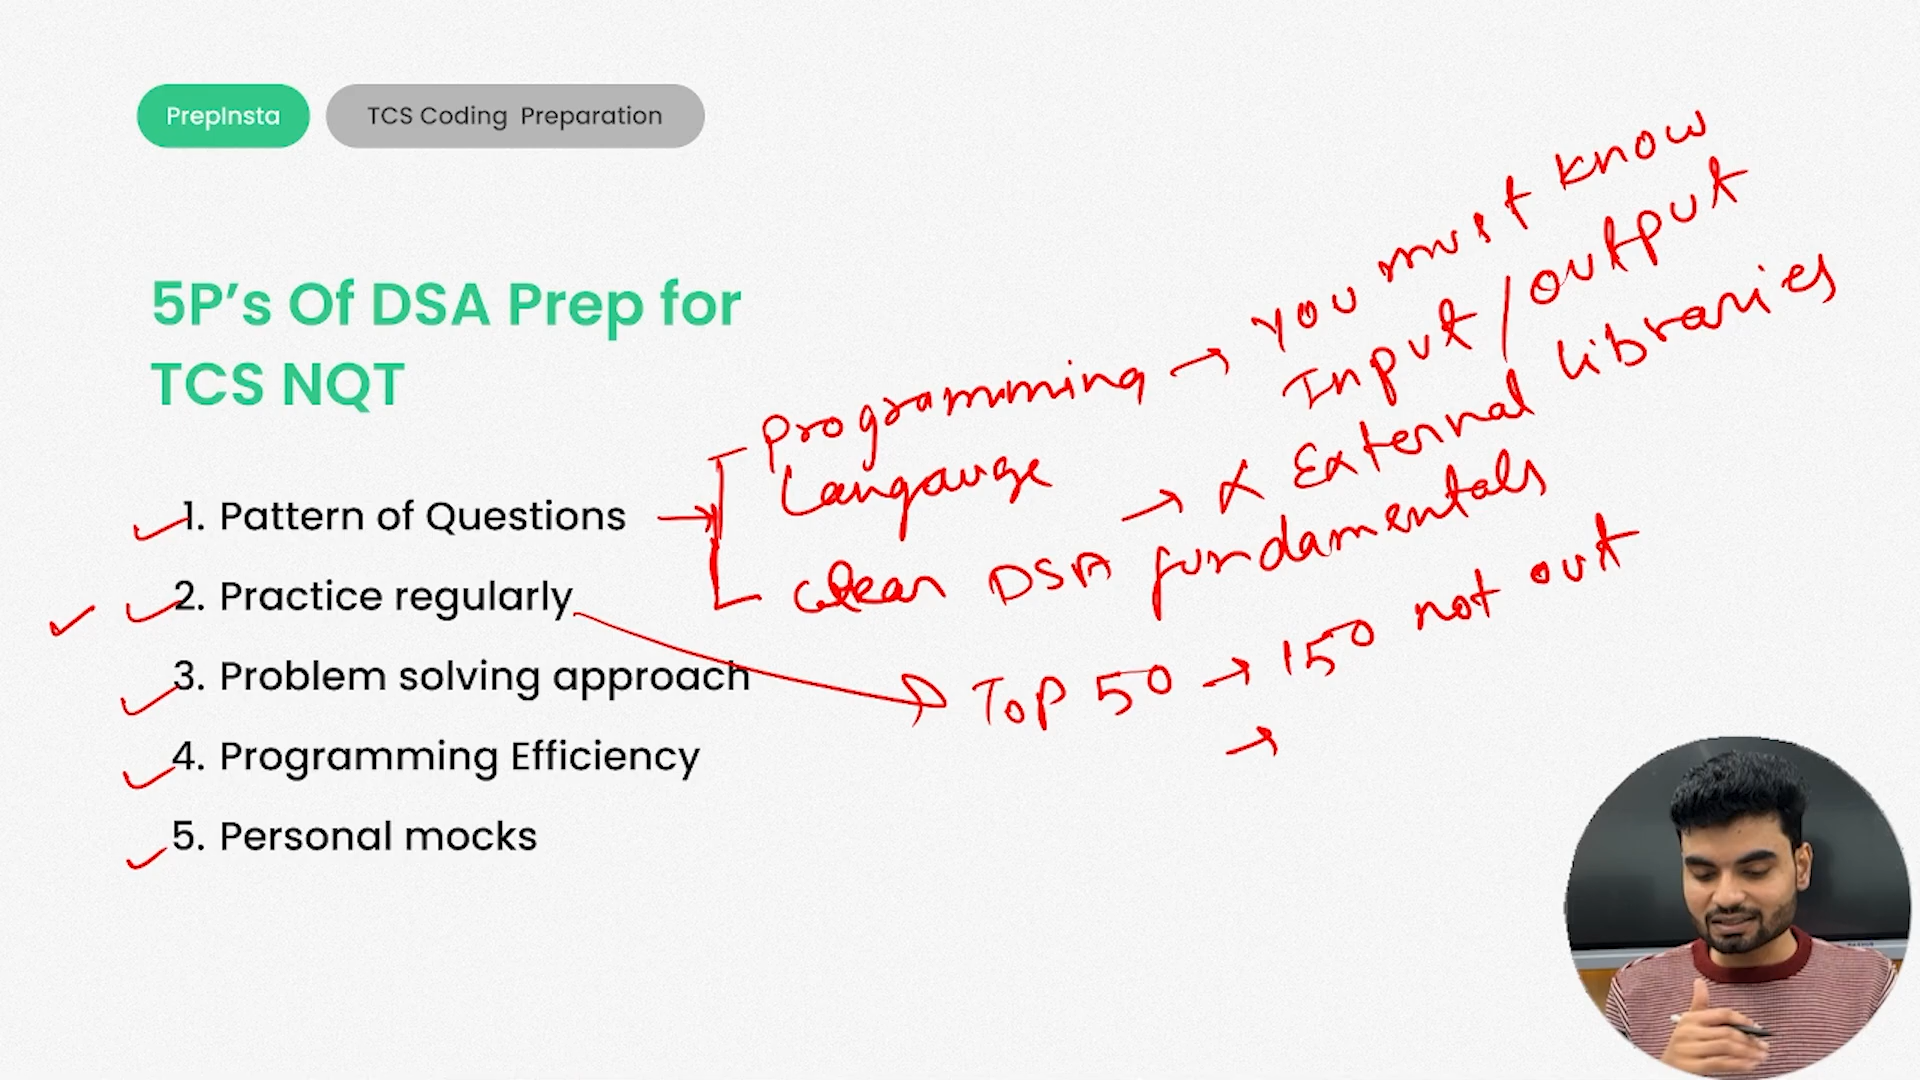 PrepInsta
TCS Coding Preparation
5P's Of DSA Prep for
TCS NQT
1. Pattern of Questions
2. Practice regularly
3. Problem solving approach
4. Programming Efficiency
5. Personal mocks
Programming → You must know
Langauge
Input / Output
→ X External libraries
Clear DSA fundamentals
Top 50 → 150 not out
→